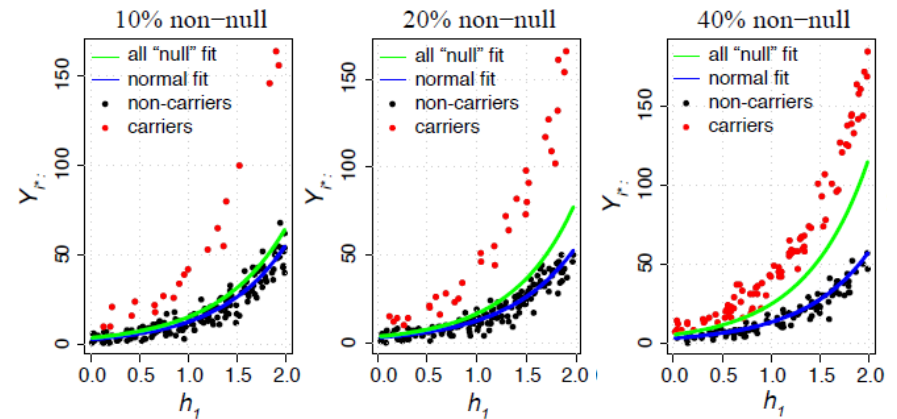 10% non−null
all “null” fit
normal fit
non-carriers
carriers
0
50
100
150
Y_{i*:}
0.0 0.5 1.0 1.5 2.0
h_1
20% non−null
all “null” fit
normal fit
non-carriers
carriers
0
50
100
150
Y_{i*:}
0.0 0.5 1.0 1.5 2.0
h_1
40% non−null
all “null” fit
normal fit
non-carriers
carriers
0
50
100
150
Y_{i*:}
0.0 0.5 1.0 1.5 2.0
h_1